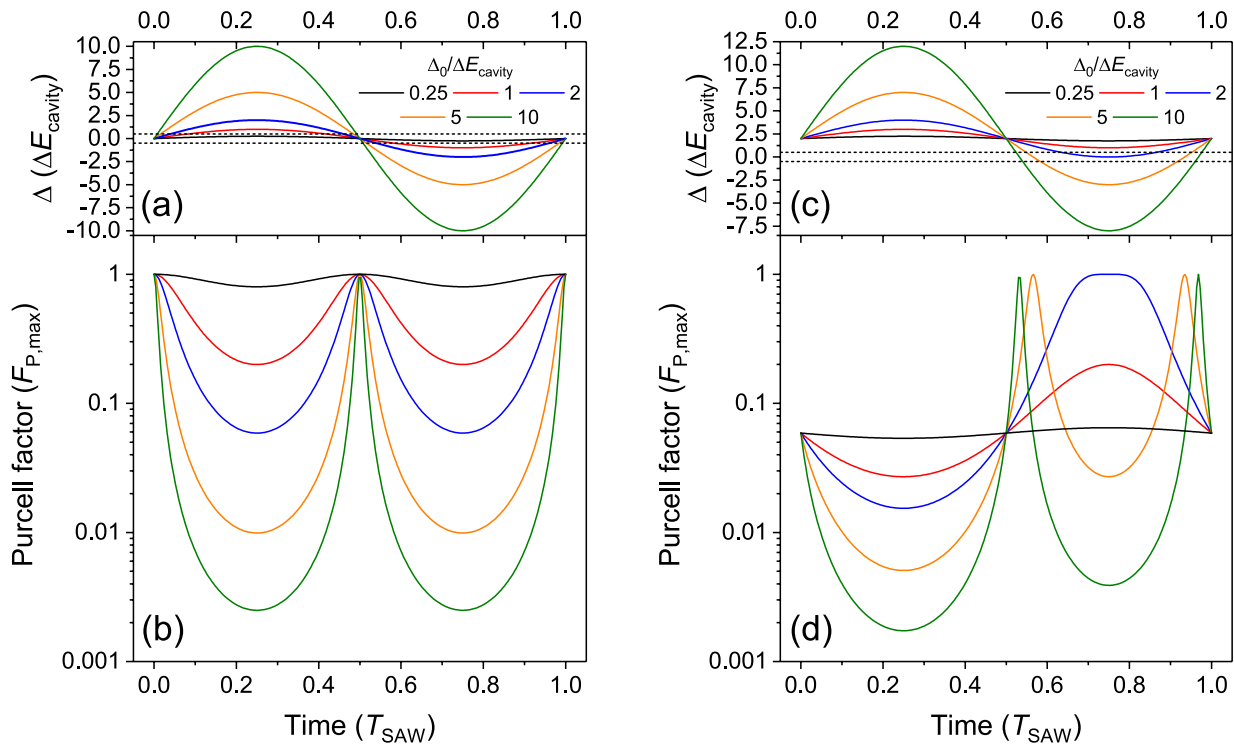 0.0 0.2 0.4 0.6 0.8 1.0
Δ (ΔE_cavity)
10.0
7.5
5.0
2.5
0.0
-2.5
-5.0
-7.5
-10.0
Δ₀/ΔE_cavity
0.25 1 2
5 10
(a)
Purcell factor (F_P,max)
1
0.1
0.01
0.001
(b)
0.0 0.2 0.4 0.6 0.8 1.0
Time (T_SAW)
0.0 0.2 0.4 0.6 0.8 1.0
Δ (ΔE_cavity)
12.5
10.0
7.5
5.0
2.5
0.0
-2.5
-5.0
-7.5
Δ₀/ΔE_cavity
0.25 1 2
5 10
(c)
Purcell factor (F_P,max)
1
0.1
0.01
0.001
(d)
0.0 0.2 0.4 0.6 0.8 1.0
Time (T_SAW)